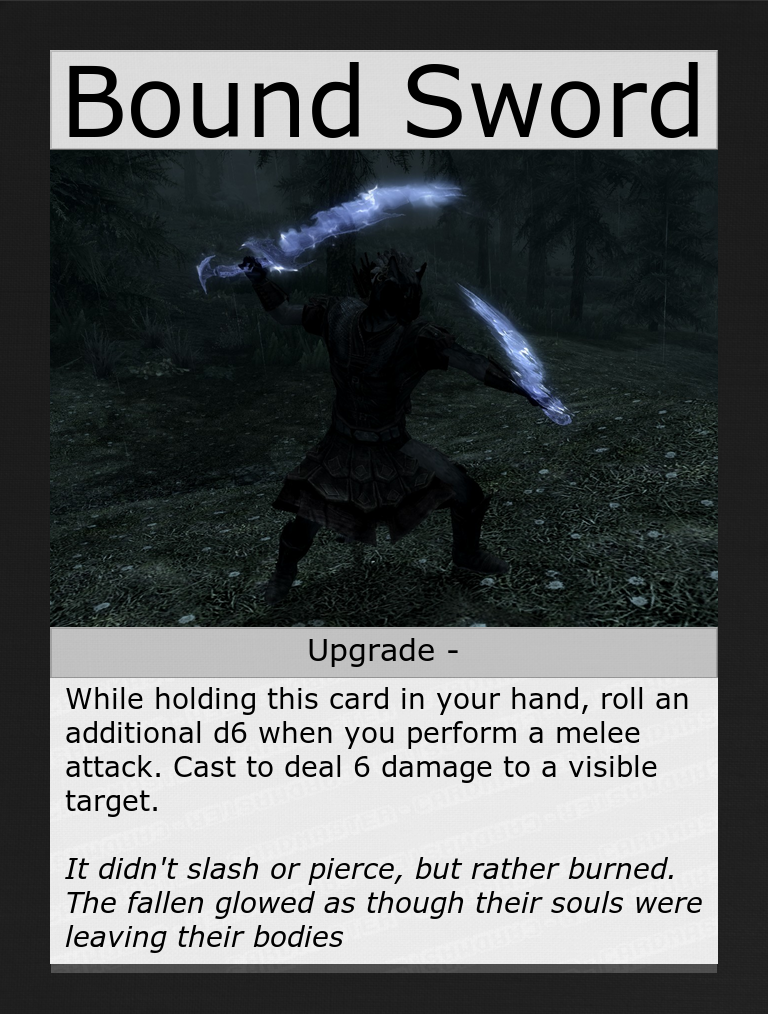 Bound Sword
Upgrade -
While holding this card in your hand, roll an
additional d6 when you perform a melee
attack. Cast to deal 6 damage to a visible
target.
It didn't slash or pierce, but rather burned.
The fallen glowed as though their souls were
leaving their bodies